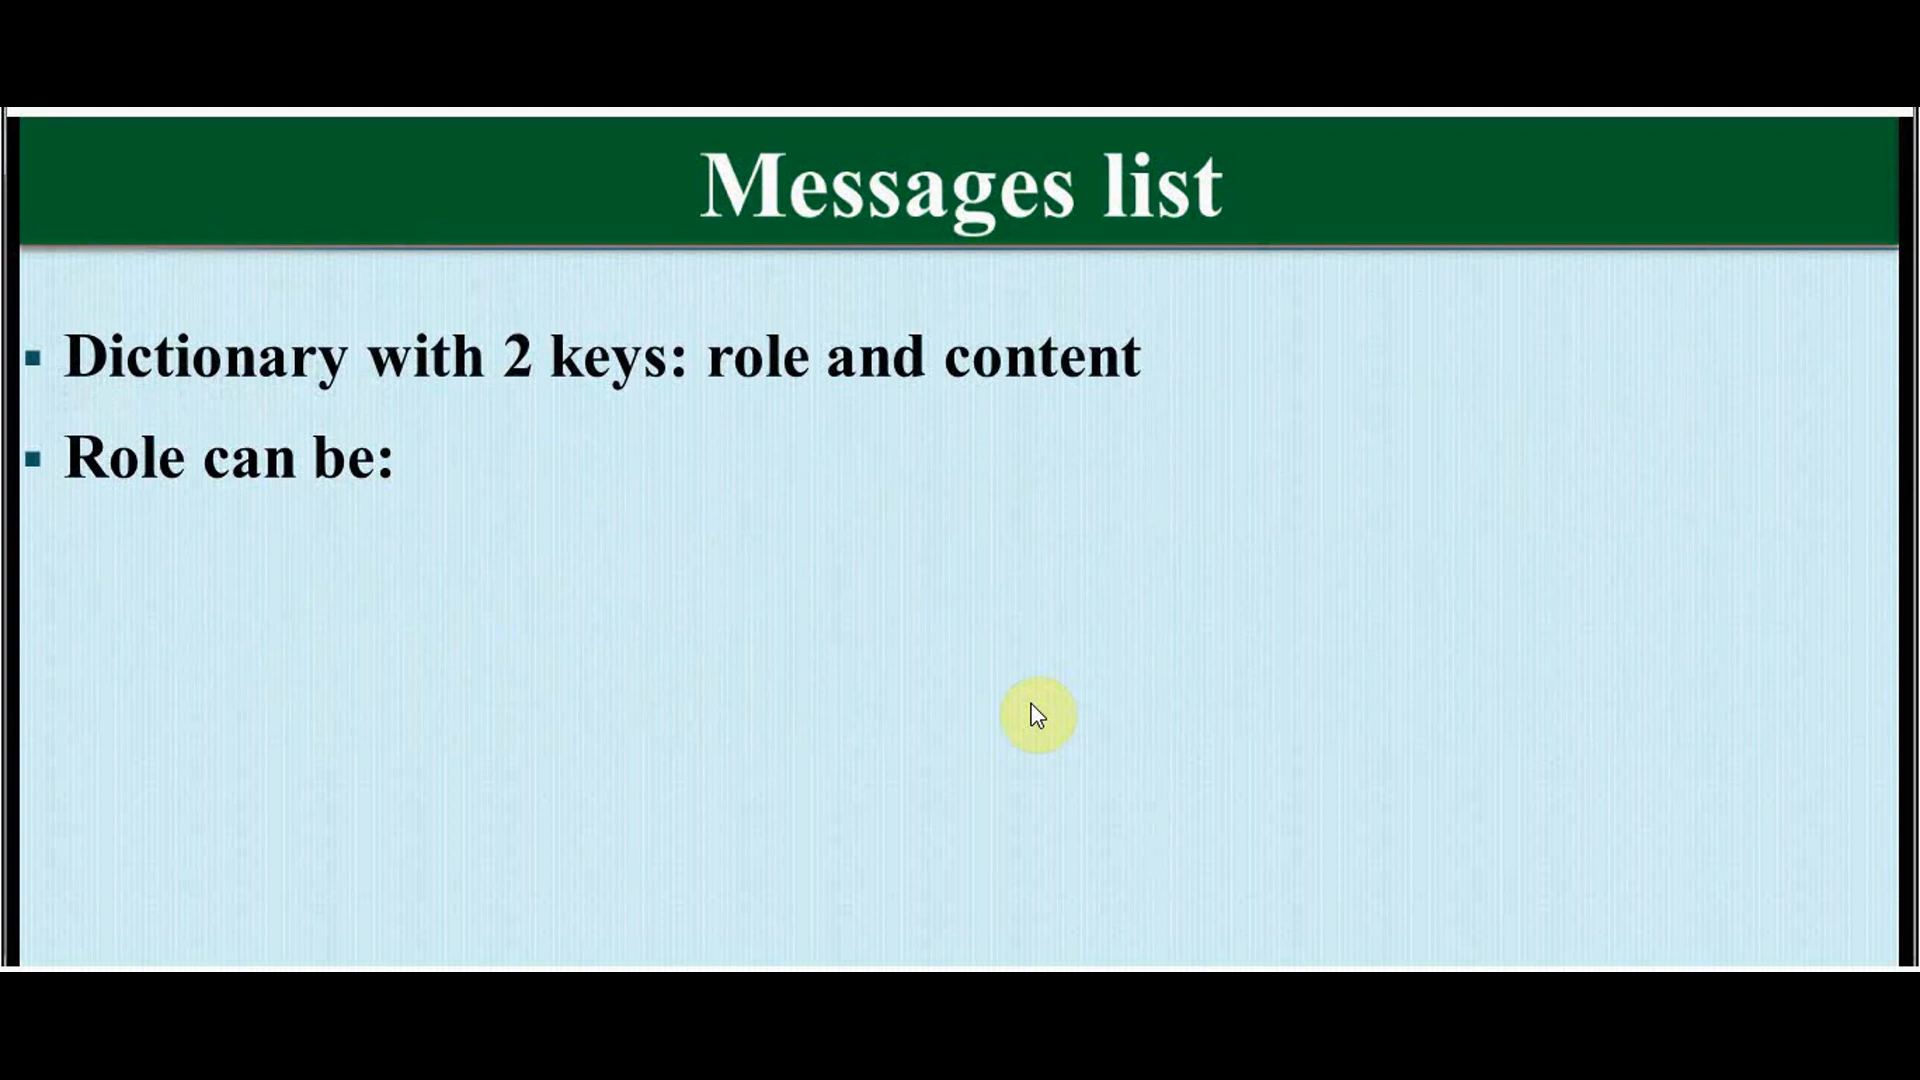 Messages list
Dictionary with 2 keys: role and content
Role can be: